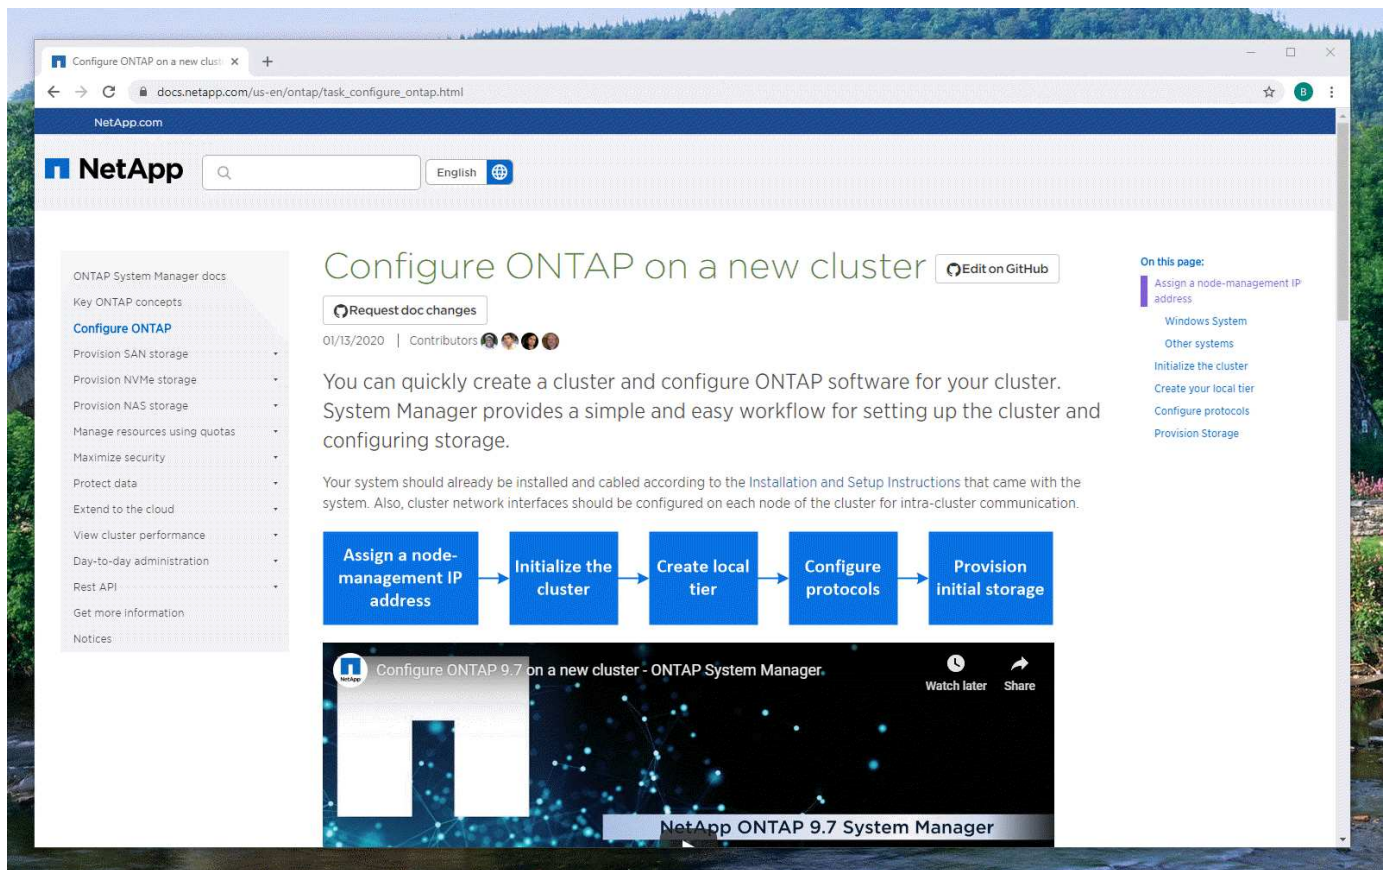 Configure ONTAP on a new clust
docs.netapp.com/us-en/ontap/task_configure_ontap.html
B
NetApp.com
NetApp
English
ONTAP System Manager docs
Key ONTAP concepts
Configure ONTAP
Provision SAN storage
Provision NVMe storage
Provision NAS storage
Manage resources using quotas
Maximize security
Protect data
Extend to the cloud
View cluster performance
Day-to-day administration
Rest API
Get more information
Notices
Configure ONTAP on a new cluster
Edit on GitHub
Request doc changes
01/13/2020 | Contributors
You can quickly create a cluster and configure ONTAP software for your cluster.
System Manager provides a simple and easy workflow for setting up the cluster and
configuring storage.
Your system should already be installed and cabled according to the Installation and Setup Instructions that came with the
system. Also, cluster network interfaces should be configured on each node of the cluster for intra-cluster communication.
Assign a node-
management IP
address
Initialize the
cluster
Create local
tier
Configure
protocols
Provision
initial storage
NetApp
Configure ONTAP 9.7 on a new cluster - ONTAP System Manager
Watch later
Share
NetApp ONTAP 9.7 System Manager
On this page:
Assign a node-management IP
address
Windows System
Other systems
Initialize the cluster
Create your local tier
Configure protocols
Provision Storage